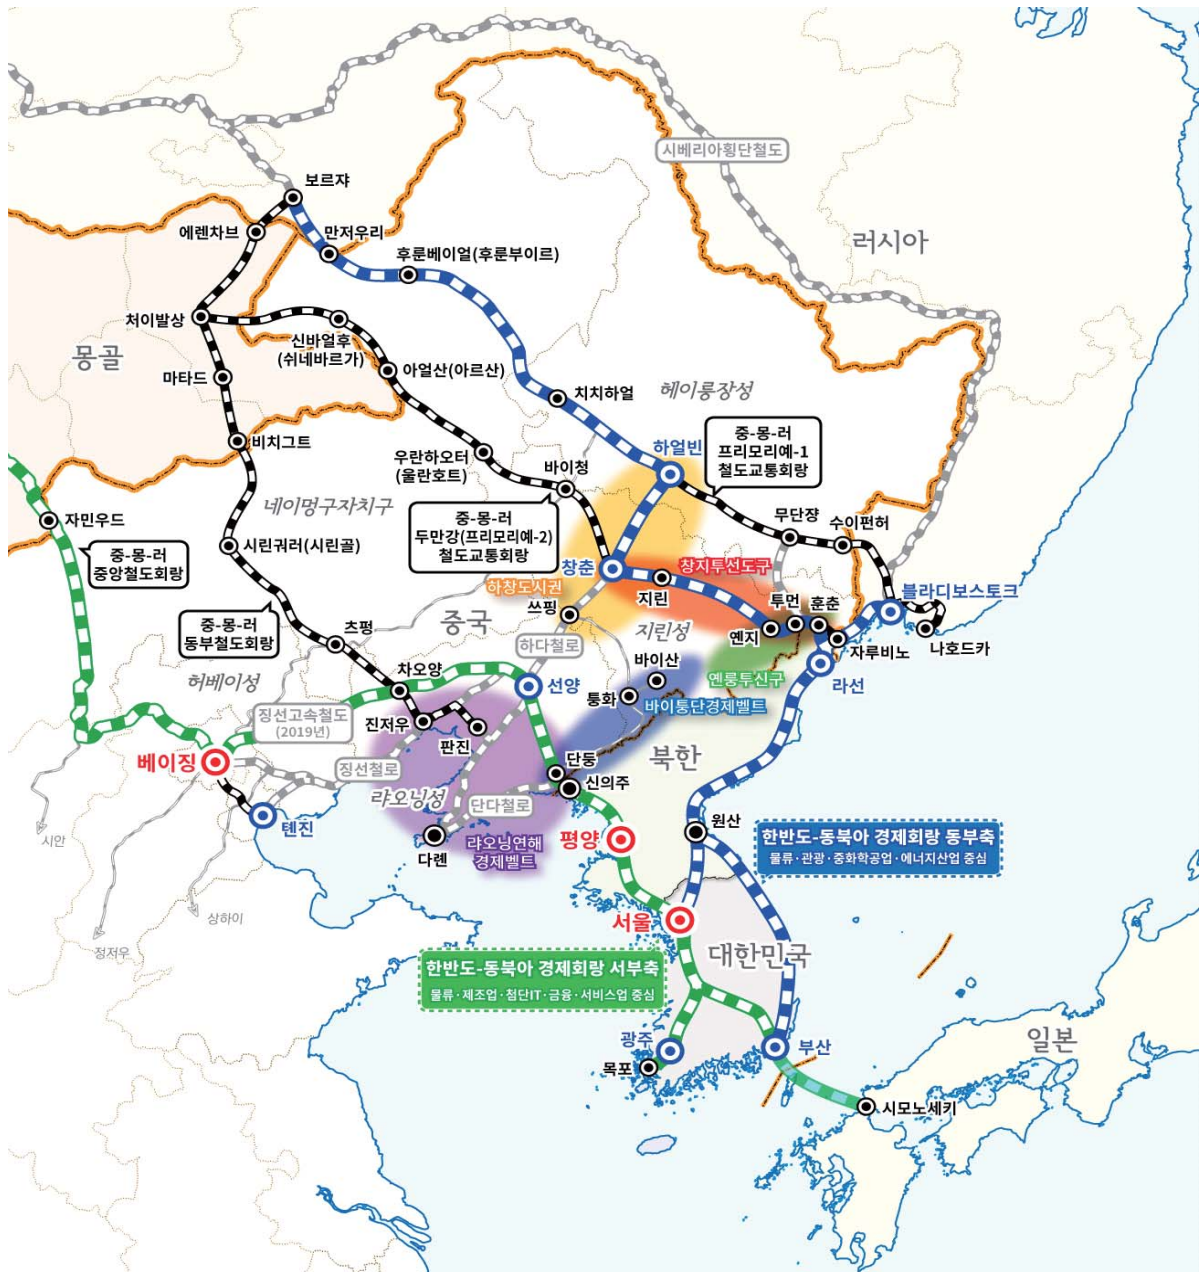 시베리아횡단철도
보르쟈
에렌차브
만저우리
러시아
후룬베이얼(후룬부이르)
처이발상
신바얼후
(쉬네바르가)
몽골
아얼산(아르산)
마타드
치치하얼
헤이룽장성
비치그트
하얼빈
중-몽-러
프리모리예-1
철도교통회랑
우란하오터
(울란호트)
바이청
네이멍구자치구
자민우드
중-몽-러
두만강(프리모리예-2)
철도교통회랑
무단쟝
수이펀허
중-몽-러
중앙철도회랑
시린궈러(시린골)
창춘
창지투선도구
하창도시권
지린
블라디보스토크
쓰핑
투먼
훈춘
중-몽-러
동부철도회랑
츠펑
중국
지린성
옌지
자루비노
나호드카
하다철로
바이산
허베이성
차오양
선양
통화
옌룽투신구
라선
바이퉁단경제벨트
징선고속철도
(2019년)
진저우
판진
북한
베이징
징선철로
단둥
신의주
랴오닝성
단다철로
톈진
시안
다롄
랴오닝연해
경제벨트
평양
원산
한반도-동북아 경제회랑 동부축
물류·관광·중화학공업·에너지산업 중심
상하이
정저우
서울
대한민국
한반도-동북아 경제회랑 서부축
물류·제조업·첨단IT·금융·서비스업 중심
광주
부산
일본
목포
시모노세키